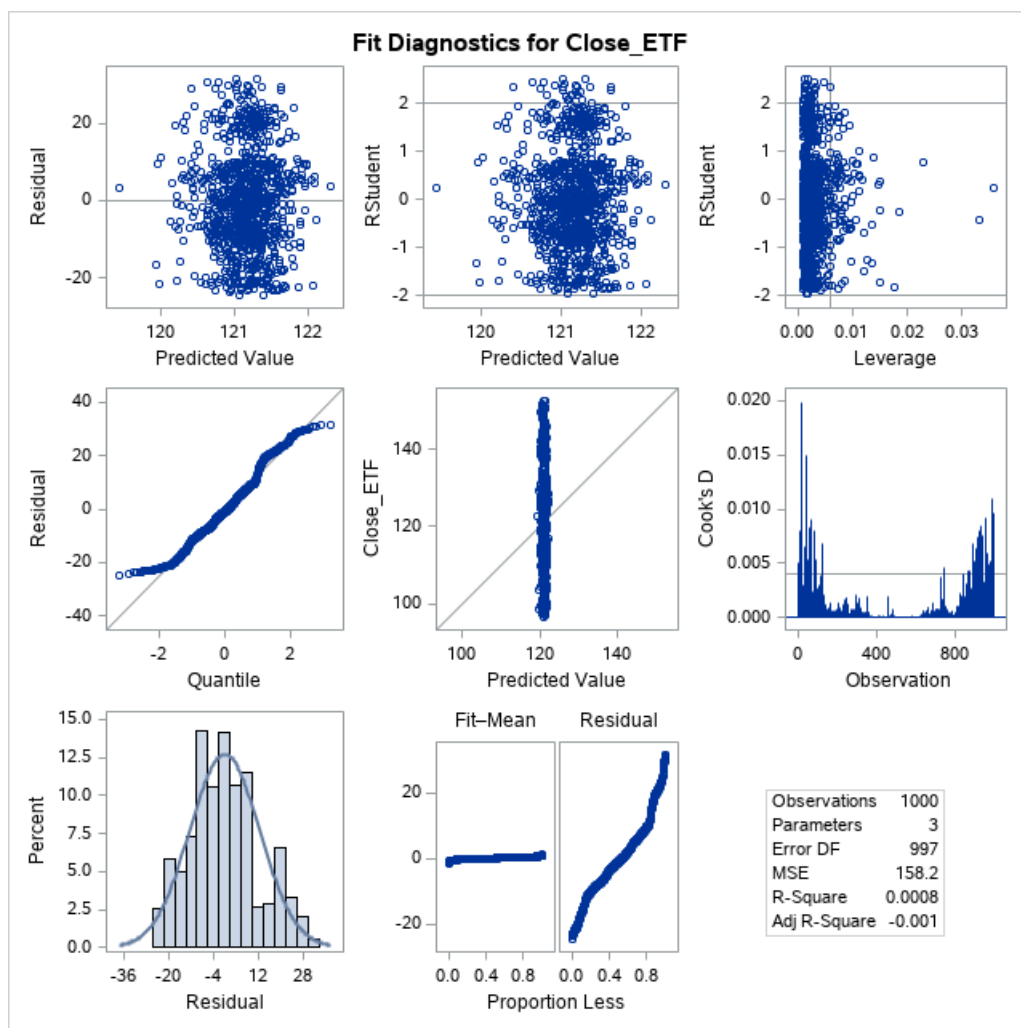 Fit Diagnostics for Close_ETF
Residual
20
0
-20
120 121 122
Predicted Value
RStudent
2
1
0
-1
-2
120 121 122
Predicted Value
RStudent
2
1
0
-1
-2
0.00 0.01 0.02 0.03
Leverage
Residual
40
20
0
-20
-40
-2 0 2
Quantile
Close_ETF
140
120
100
100 120 140
Predicted Value
Cook's D
0.020
0.015
0.010
0.005
0.000
0 400 800
Observation
Percent
15.0
12.5
10.0
7.5
5.0
2.5
0.0
-36 -20 -4 12 28
Residual
Fit–Mean Residual
20
0
-20
0.0 0.4 0.8 0.0 0.4 0.8
Proportion Less
Observations 1000
Parameters 3
Error DF 997
MSE 158.2
R-Square 0.0008
Adj R-Square -0.001